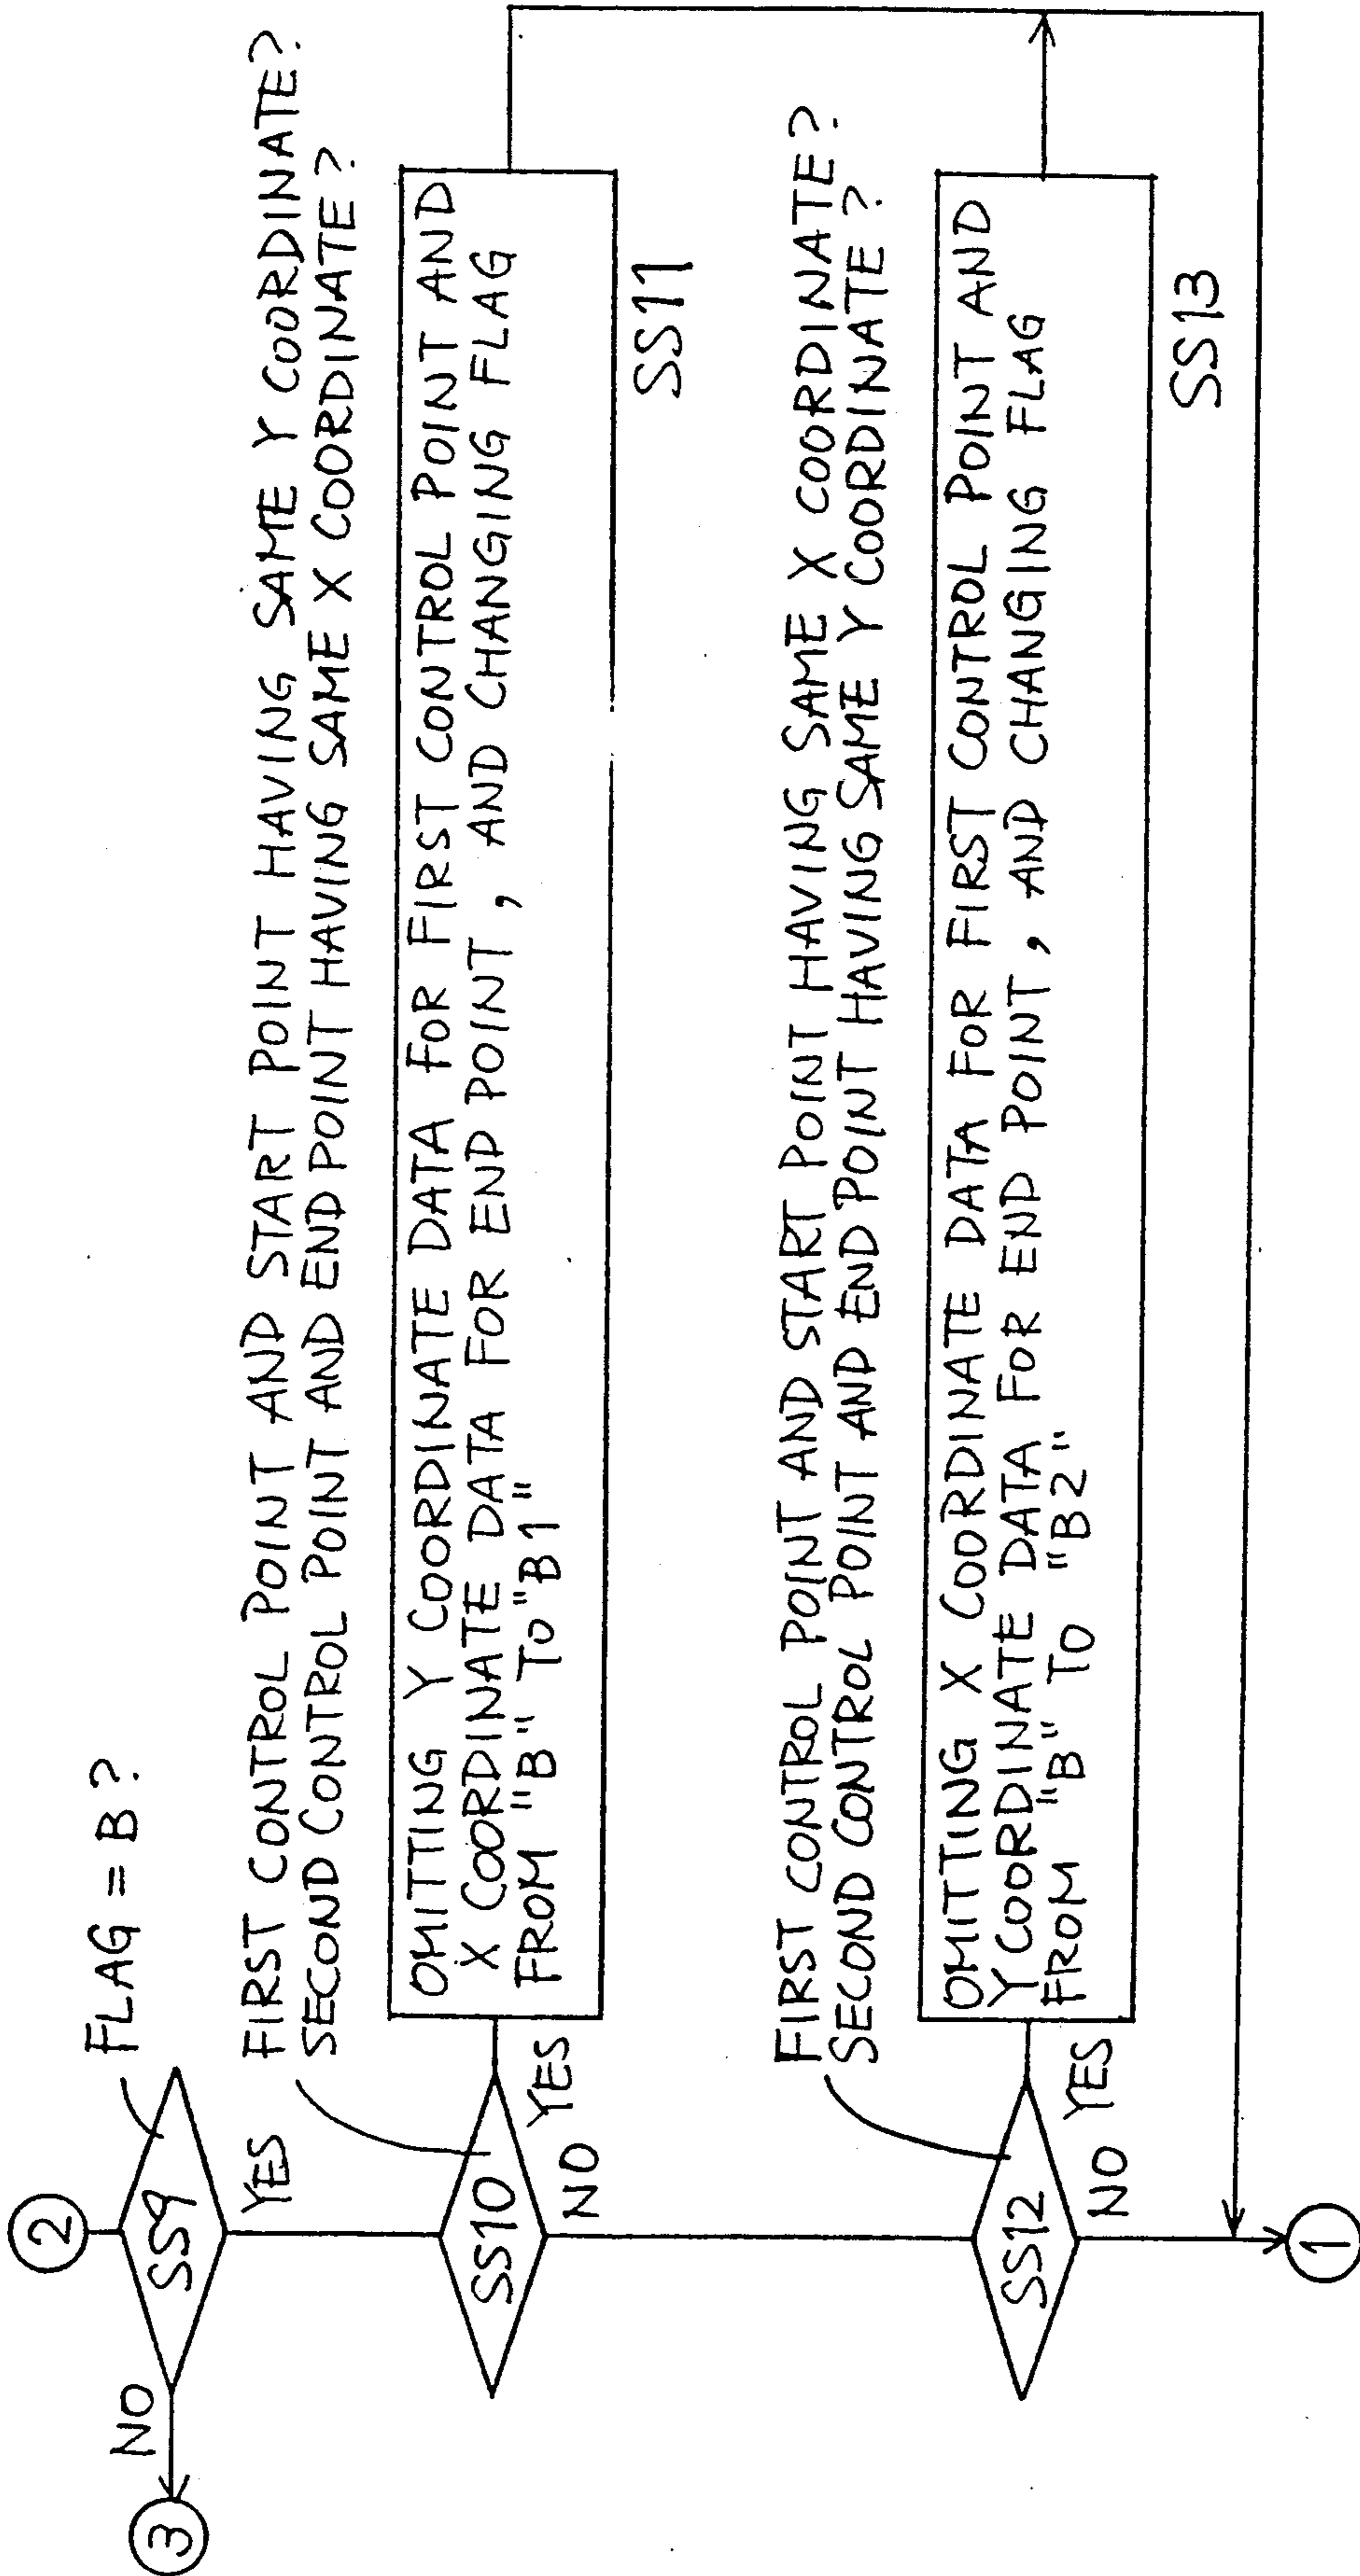 2
FLAG = B?
SS9
NO
3
YES
FIRST CONTROL POINT AND START POINT HAVING SAME Y COORDINATE?
SECOND CONTROL POINT AND END POINT HAVING SAME X COORDINATE?
SS10
YES
NO
OMITTING Y COORDINATE DATA FOR FIRST CONTROL POINT AND
X COORDINATE DATA FOR END POINT, AND CHANGING FLAG
FROM "B" TO "B1"
SS11
FIRST CONTROL POINT AND START POINT HAVING SAME X COORDINATE?
SECOND CONTROL POINT AND END POINT HAVING SAME Y COORDINATE?
SS12
YES
NO
OMITTING X COORDINATE DATA FOR FIRST CONTROL POINT AND
Y COORDINATE DATA FOR END POINT, AND CHANGING FLAG
FROM "B" TO "B2"
SS13
1